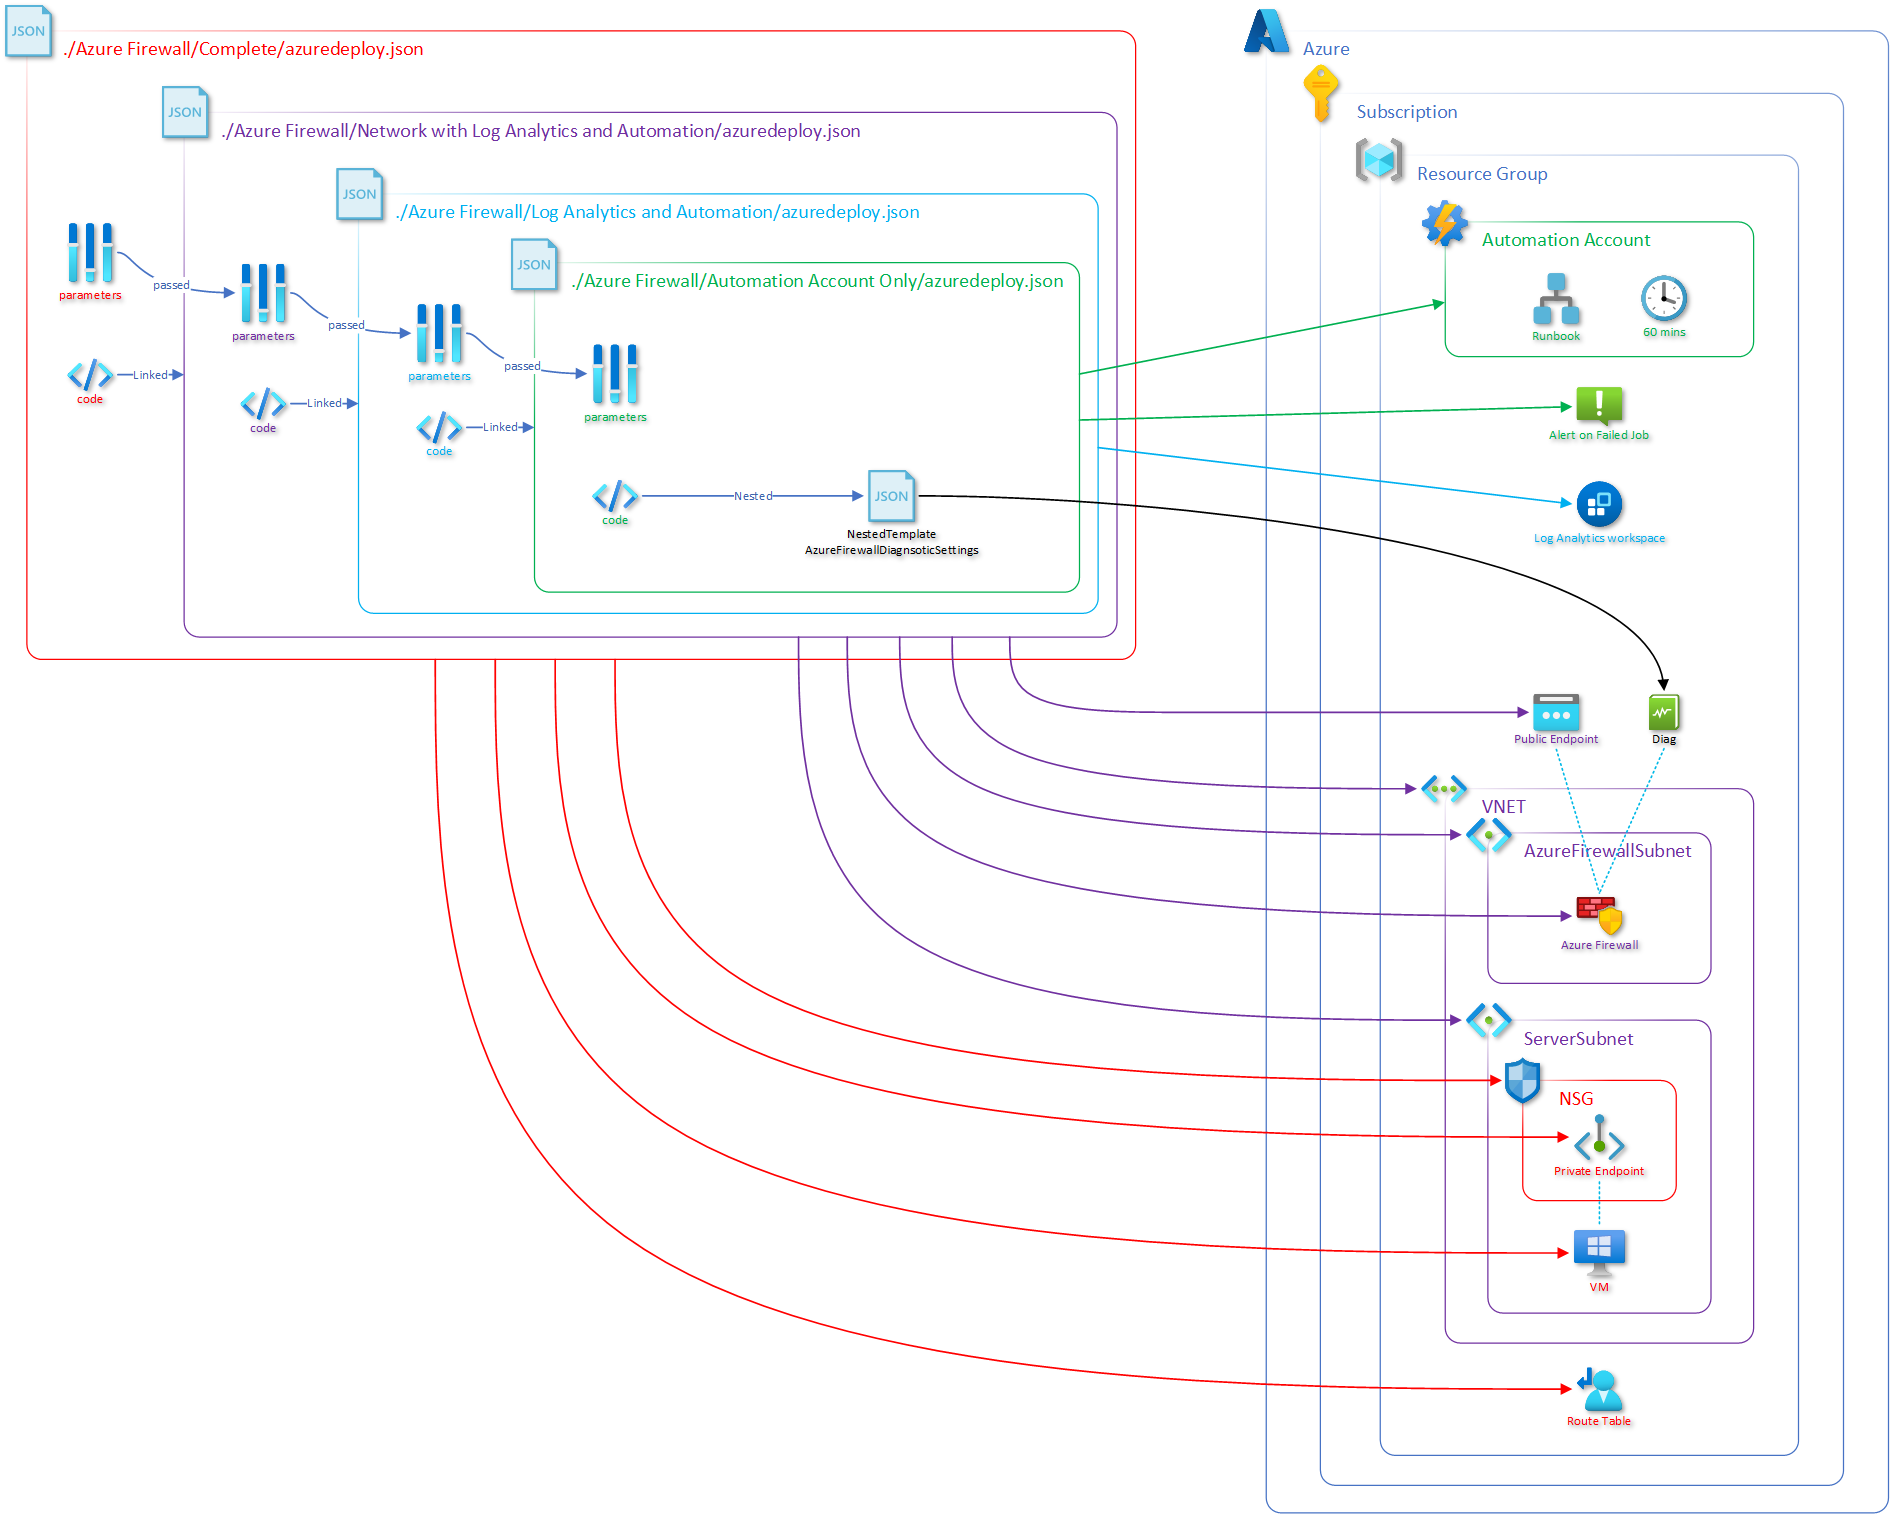 JSON
./Azure Firewall/Complete/azuredeploy.json
JSON
./Azure Firewall/Network with Log Analytics and Automation/azuredeploy.json
JSON
./Azure Firewall/Log Analytics and Automation/azuredeploy.json
JSON
./Azure Firewall/Automation Account Only/azuredeploy.json
parameters
passed
parameters
passed
parameters
passed
parameters
code
Linked
code
Linked
code
Linked
code
Nested
JSON
NestedTemplate
AzureFirewallDiagnsoticSettings
Azure
Subscription
Resource Group
Automation Account
Runbook
60 mins
Alert on Failed Job
Log Analytics workspace
Public Endpoint
Diag
VNET
AzureFirewallSubnet
Azure Firewall
ServerSubnet
NSG
Private Endpoint
VM
Route Table